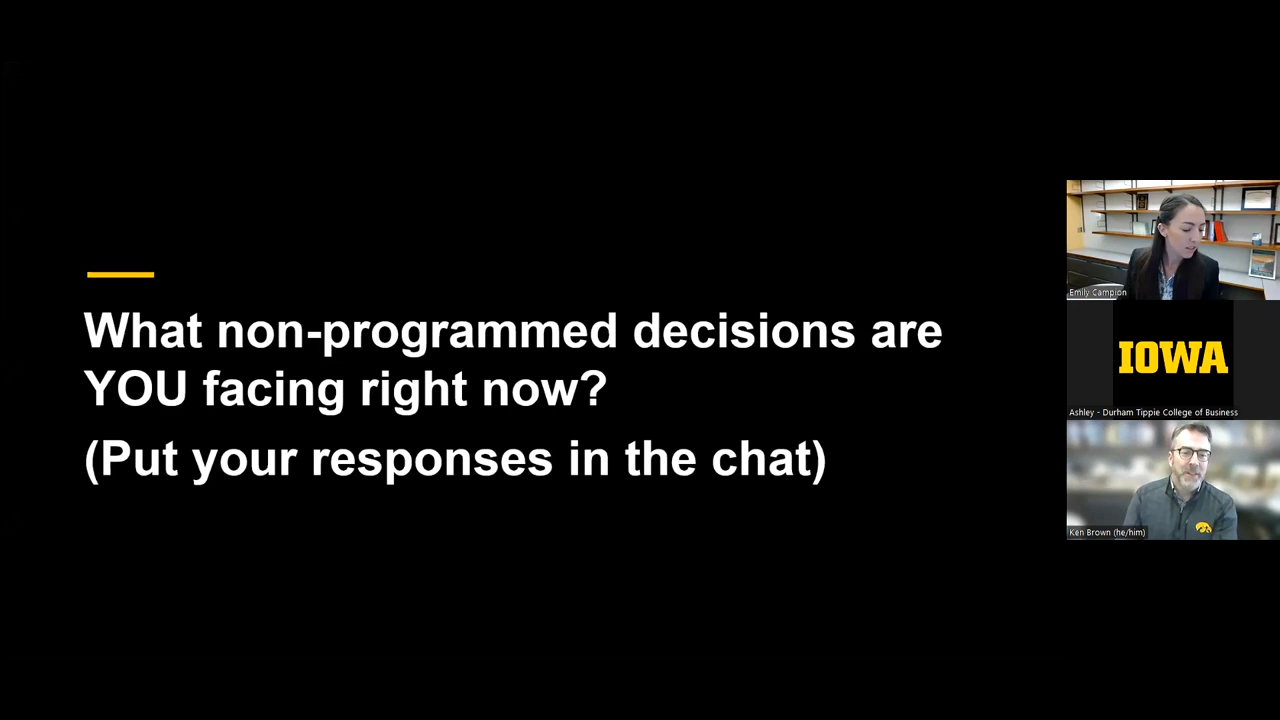 What non-programmed decisions are
YOU facing right now?
(Put your responses in the chat)
Emily Campion
IOWA
Ashley - Durham Tippie College of Business
Ken Brown (he/him)